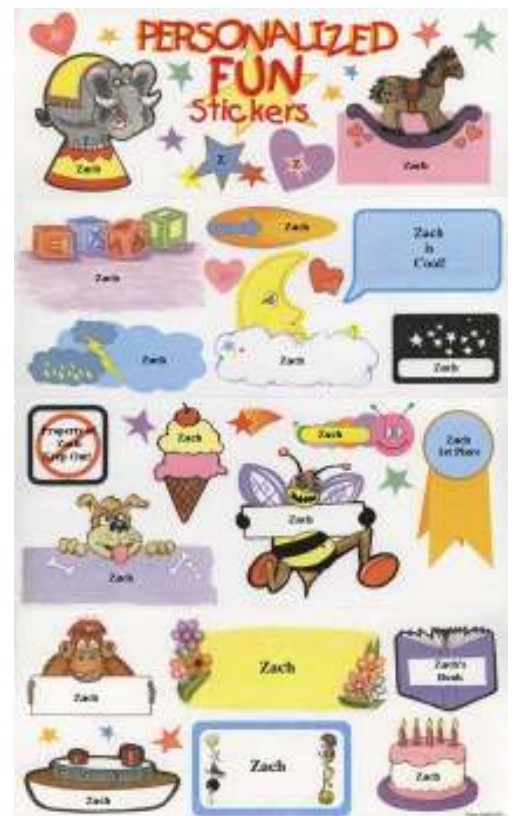 PERSONALIZED
FUN
Stickers
Zach
Z
Z
Zach
Zach
Zach
Zach
is
Cool!
Zach
Zach
Zach
Property of
Zach
Keep Out!
Zach
Zach
Zach
1st Place
Zach
Zach
Zach
Zach
Zach's
Book
Zach
Zach
Zach